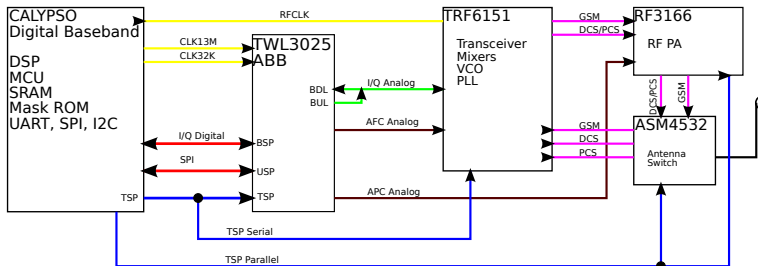 CALYPSO
Digital Baseband
DSP
MCU
SRAM
Mask ROM
UART, SPI, I2C
TSP
RFCLK
CLK13M
CLK32K
I/Q Digital
SPI
TWL3025
ABB
BDL
BUL
BSP
USP
TSP
I/Q Analog
AFC Analog
APC Analog
TSP Serial
TSP Parallel
TRF6151
Transceiver
Mixers
VCO
PLL
GSM
DCS/PCS
RF3166
RF PA
DCS/PCS
GSM
GSM
DCS
PCS
ASM4532
Antenna
Switch